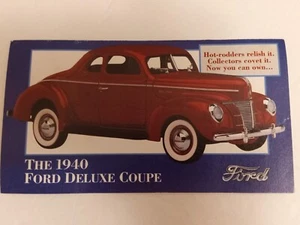 Hot-rodders relish it.
Collectors covet it.
Now you can own...
THE 1940
FORD DELUXE COUPE
Ford